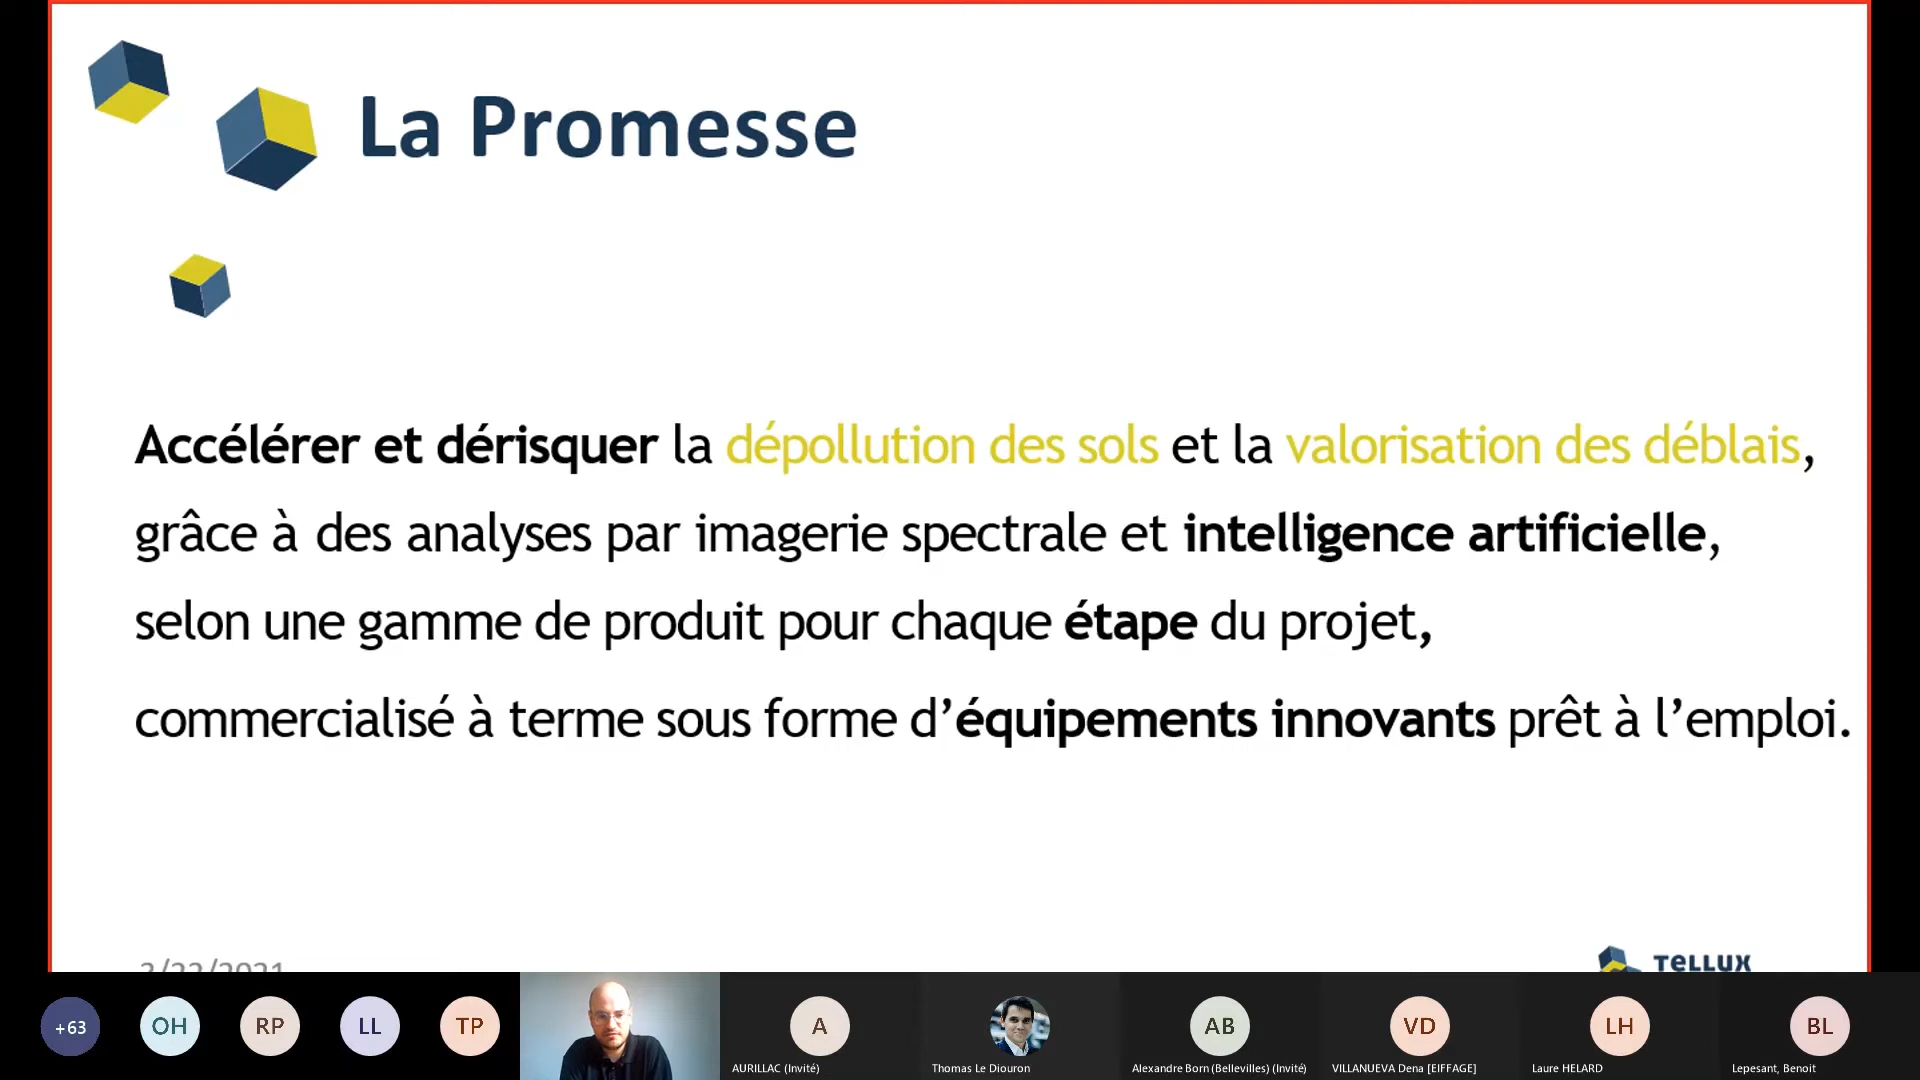 La Promesse
Accélérer et dérisquer la dépollution des sols et la valorisation des déblais,
grâce à des analyses par imagerie spectrale et intelligence artificielle,
selon une gamme de produit pour chaque étape du projet,
commercialisé à terme sous forme d’équipements innovants prêt à l’emploi.
TELLUX
+63
OH
RP
LL
TP
A
AB
VD
LH
BL
AURILLAC (Invité)
Thomas Le Diouron
Alexandre Born (Bellevilles) (Invité)
VILLANUEVA Dena [EIFFAGE]
Laure HELARD
Lepesant, Benoit